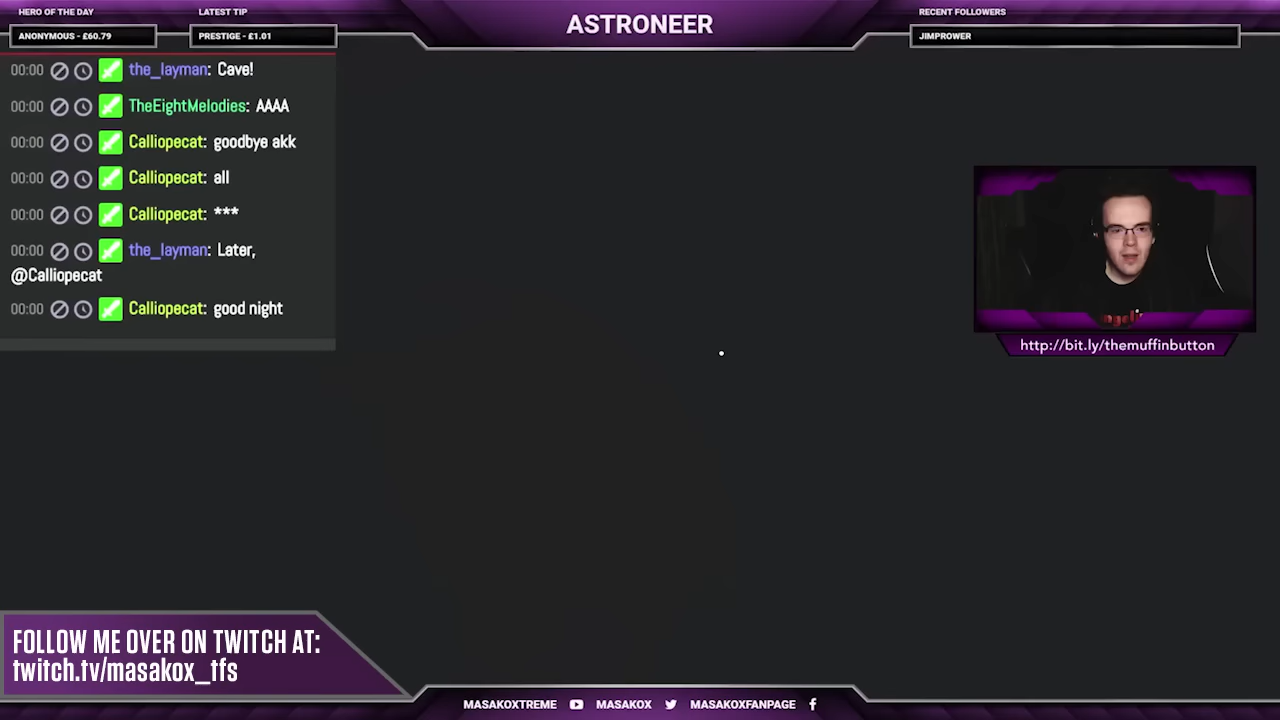 HERO OF THE DAY
LATEST TIP
ANONYMOUS - £60.79
PRESTIGE - £1.01
ASTRONEER
RECENT FOLLOWERS
JIMPROWER
00:00 the_layman: Cave!
00:00 TheEightMelodies: AAAA
00:00 Calliopecat: goodbye akk
00:00 Calliopecat: all
00:00 Calliopecat: ***
00:00 the_layman: Later,
@Calliopecat
00:00 Calliopecat: good night
http://bit.ly/themuffinbutton
FOLLOW ME OVER ON TWITCH AT:
twitch.tv/masakox_tfs
MASAKOXTREME MASAKOX MASAKOXFANPAGE